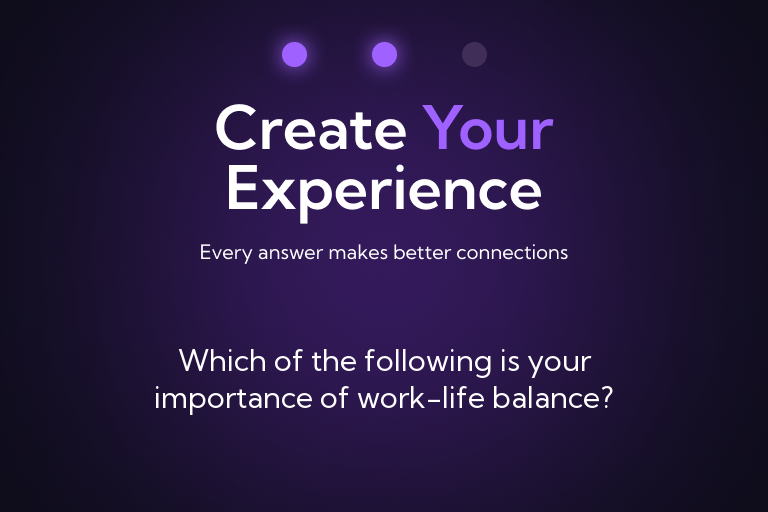 Create Your
Experience
Every answer makes better connections
Which of the following is your
importance of work-life balance?